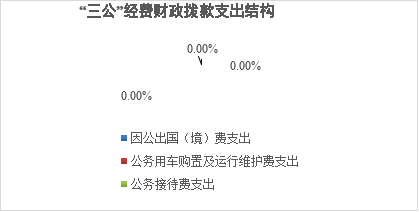 “三公”经费财政拨款支出结构
0.00%
0.00%
0.00%
因公出国（境）费支出
公务用车购置及运行维护费支出
公务接待费支出